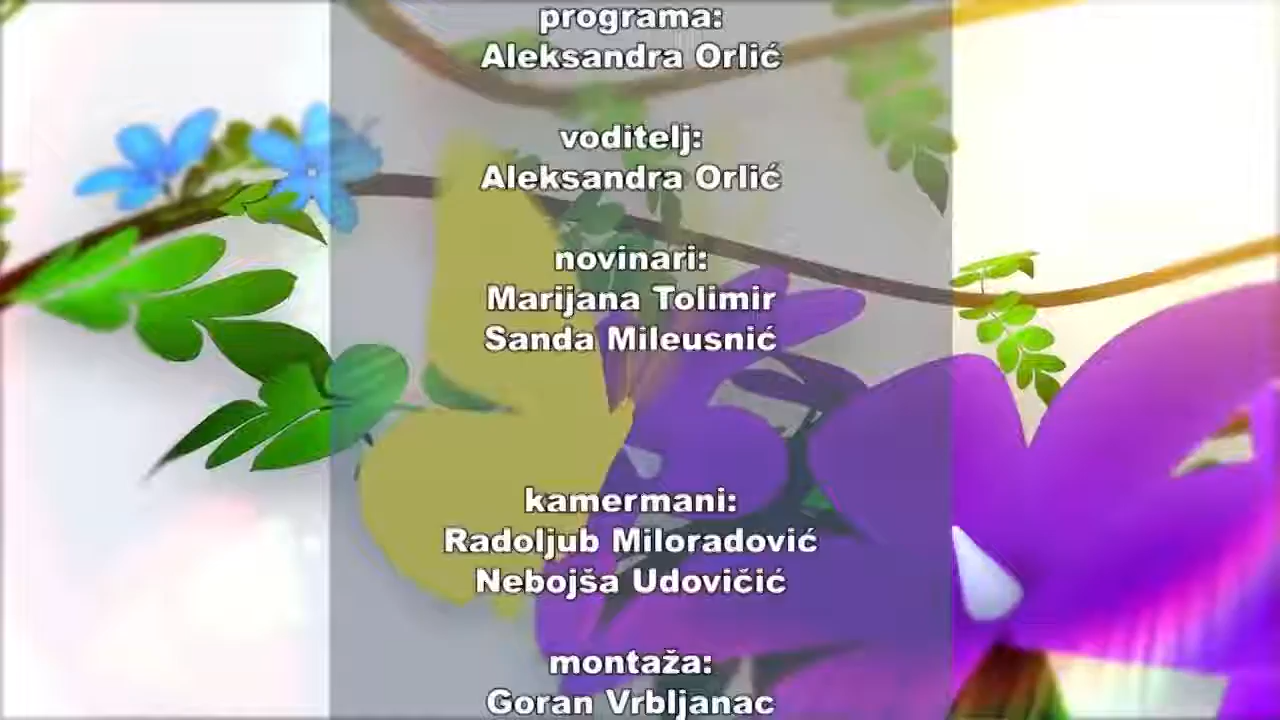 programa:
Aleksandra Orlić
voditelj:
Aleksandra Orlić
novinari:
Marijana Tolimir
Sanda Mileusnić
kamermani:
Radoljub Miloradović
Nebojša Udovičić
montaža:
Goran Vrbljanac